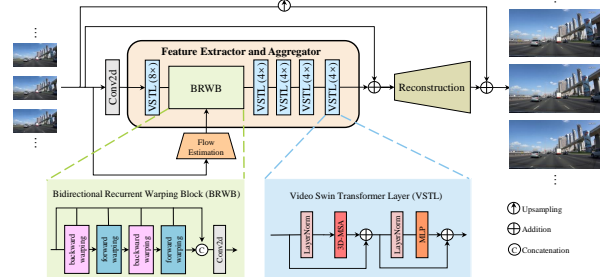 Feature Extractor and Aggregator
Conv2d
VSTL (8×)
BRWB
VSTL (4×)
VSTL (4×)
VSTL (4×)
VSTL (4×)
Reconstruction
Flow
Estimation
Bidirectional Recurrent Warping Block (BRWB)
backward
warping
forward
warping
backward
warping
forward
warping
C
Conv2d
Video Swin Transformer Layer (VSTL)
LayerNorm
3D-MSA
LayerNorm
MLP
Upsampling
Addition
C Concatenation